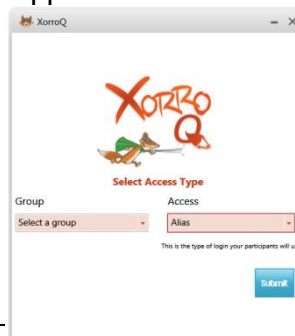 XorroQ
XORRO
Q
Select Access Type
Group Access
Select a group Alias
This is the type of login your participants will u
Submit